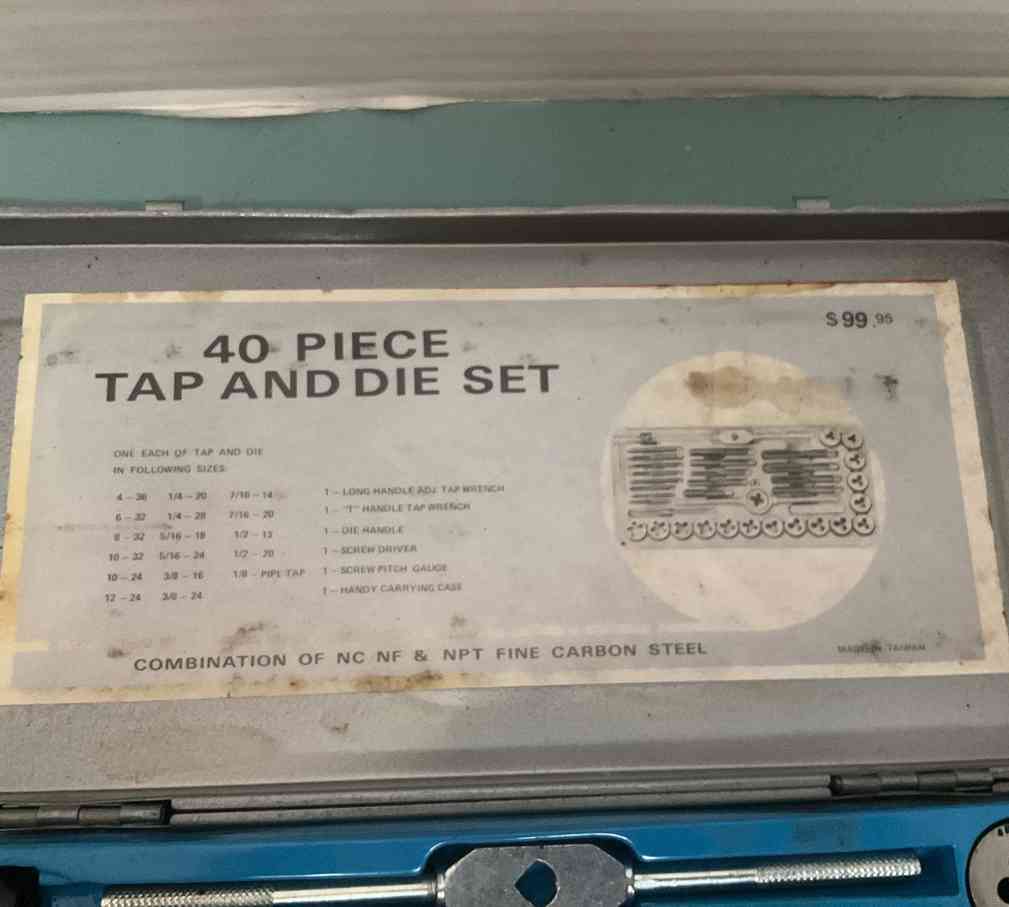 $99.95
40 PIECE
TAP AND DIE SET
ONE EACH OF TAP AND DIE
IN FOLLOWING SIZES:
4 – 36 1/4 – 20 7/16 – 14 1 – LONG HANDLE ADJ. TAP WRENCH
6 – 32 1/4 – 28 7/16 – 20 1 – "T" HANDLE TAP WRENCH
8 – 32 5/16 – 18 1/2 – 13 1 – DIE HANDLE
10 – 32 5/16 – 24 1/2 – 20 1 – SCREW DRIVER
10 – 24 3/8 – 16 1/8 – PIPE TAP 1 – SCREW PITCH GAUGE
12 – 24 3/8 – 24 1 – HANDY CARRYING CASE
COMBINATION OF NC NF & NPT FINE CARBON STEEL
MADE IN TAIWAN